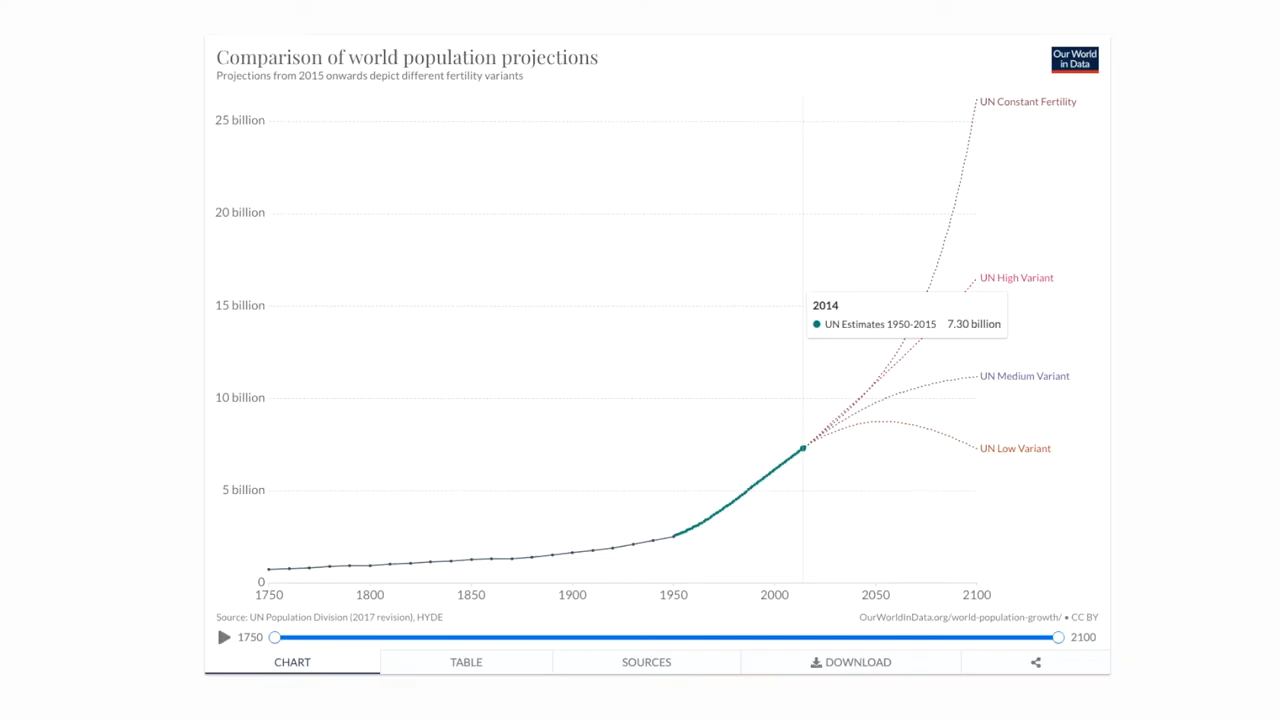 Comparison of world population projections
Projections from 2015 onwards depict different fertility variants
Our World
in Data
UN Constant Fertility
25 billion
20 billion
UN High Variant
15 billion
2014
UN Estimates 1950-2015 7.30 billion
UN Medium Variant
10 billion
UN Low Variant
5 billion
0
1750 1800 1850 1900 1950 2000 2050 2100
Source: UN Population Division (2017 revision), HYDE
OurWorldInData.org/world-population-growth/ • CC BY
1750 2100
CHART TABLE SOURCES DOWNLOAD